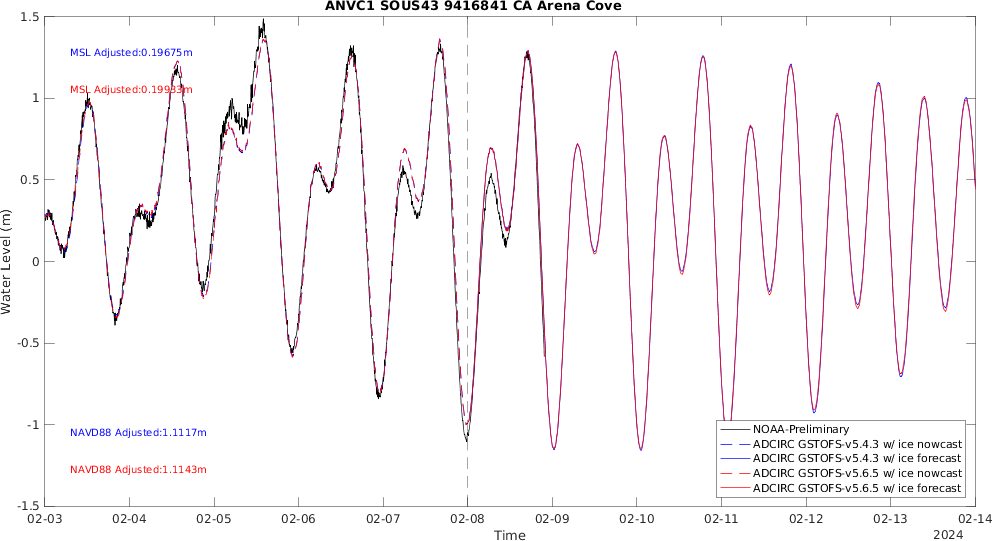 ANVC1 SOUS43 9416841 CA Arena Cove
MSL Adjusted:0.19675m
MSL Adjusted:0.19933m
NAVD88 Adjusted:1.1117m
NAVD88 Adjusted:1.1143m
Water Level (m)
1.5
1
0.5
0
-0.5
-1
-1.5
NOAA-Preliminary
ADCIRC GSTOFS-v5.4.3 w/ ice nowcast
ADCIRC GSTOFS-v5.4.3 w/ ice forecast
ADCIRC GSTOFS-v5.6.5 w/ ice nowcast
ADCIRC GSTOFS-v5.6.5 w/ ice forecast
02-03 02-04 02-05 02-06 02-07 02-08 02-09 02-10 02-11 02-12 02-13 02-14
Time
2024